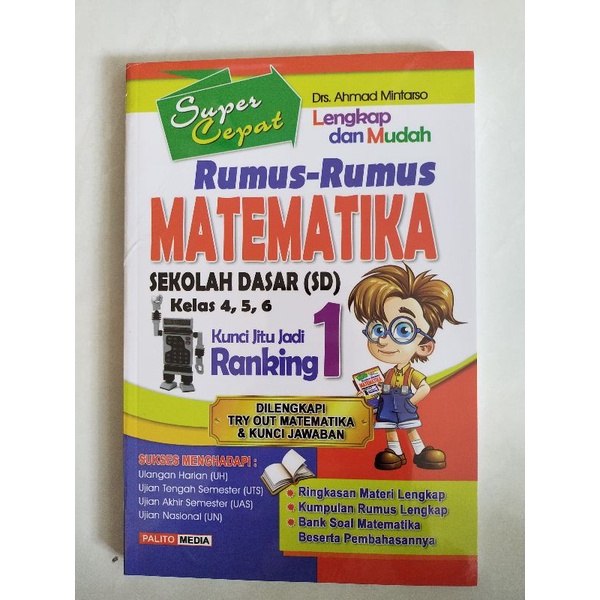 Super
Cepat
Drs. Ahmad Mintarso
Lengkap
dan Mudah
Rumus-Rumus
MATEMATIKA
SEKOLAH DASAR (SD)
Kelas 4, 5, 6
Kunci Jitu Jadi
Ranking 1
DILENGKAPI
TRY OUT MATEMATIKA
& KUNCI JAWABAN
SUKSES MENGHADAPI :
Ulangan Harian (UH)
Ujian Tengah Semester (UTS)
Ujian Akhir Semester (UAS)
Ujian Nasional (UN)
PALITO MEDIA
Ringkasan Materi Lengkap
Kumpulan Rumus Lengkap
Bank Soal Matematika
Beserta Pembahasannya